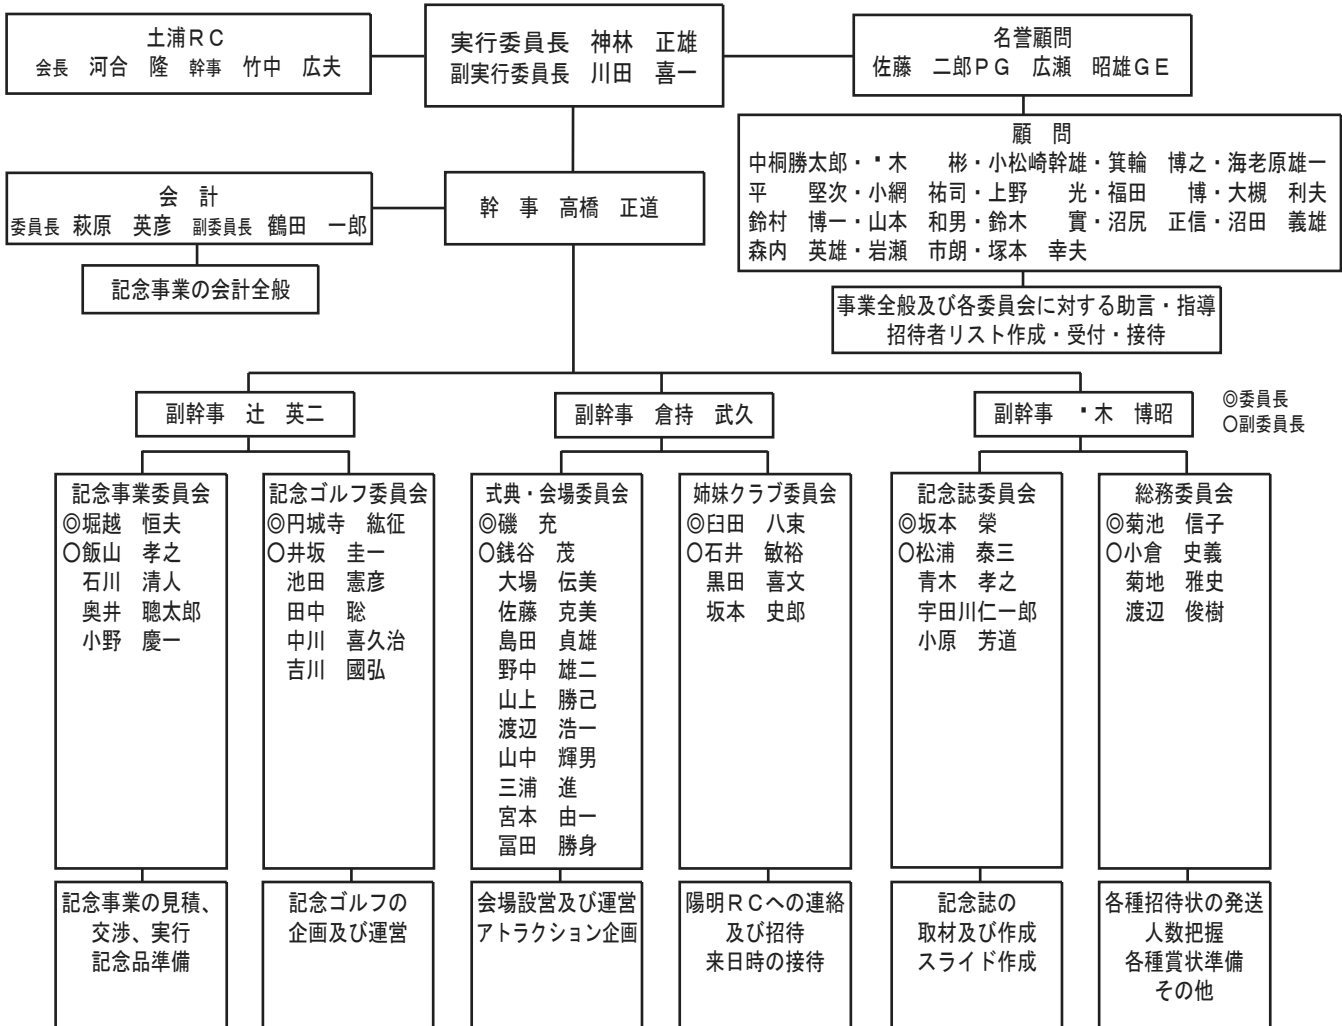 土浦ＲＣ
会長　河合　隆　幹事　竹中　広夫
実行委員長　神林　正雄
副実行委員長　川田　喜一
名誉顧問
佐藤　二郎ＰＧ　広瀬　昭雄ＧＥ
顧　問
中桐勝太郎・・木　　彬・小松崎幹雄・箕輪　博之・海老原雄一
平　　堅次・小網　祐司・上野　　光・福田　　博・大槻　利夫
鈴村　博一・山本　和男・鈴木　　實・沼尻　正信・沼田　義雄
森内　英雄・岩瀬　市朗・塚本　幸夫
会　計
委員長 萩原　英彦　副委員長 鶴田　一郎
幹　事　高橋　正道
記念事業の会計全般
事業全般及び各委員会に対する助言・指導
招待者リスト作成・受付・接待
副幹事　辻　英二
副幹事　倉持　武久
副幹事　・木　博昭
◎委員長
○副委員長
記念事業委員会
◎堀越　恒夫
○飯山　孝之
石川　清人
奥井　聰太郎
小野　慶一
記念ゴルフ委員会
◎円城寺　紘征
○井坂　圭一
池田　憲彦
田中　聡
中川　喜久治
吉川　國弘
式典・会場委員会
◎磯　充
○銭谷　茂
大場　伝美
佐藤　克美
島田　貞雄
野中　雄二
山上　勝己
渡辺　浩一
山中　輝男
三浦　進
宮本　由一
冨田　勝身
姉妹クラブ委員会
◎臼田　八束
○石井　敏裕
黒田　喜文
坂本　史郎
記念誌委員会
◎坂本　榮
○松浦　泰三
青木　孝之
宇田川仁一郎
小原　芳道
総務委員会
◎菊池　信子
○小倉　史義
菊地　雅史
渡辺　俊樹
記念事業の見積、
交渉、実行
記念品準備
記念ゴルフの
企画及び運営
会場設営及び運営
アトラクション企画
陽明ＲＣへの連絡
及び招待
来日時の接待
記念誌の
取材及び作成
スライド作成
各種招待状の発送
人数把握
各種賞状準備
その他